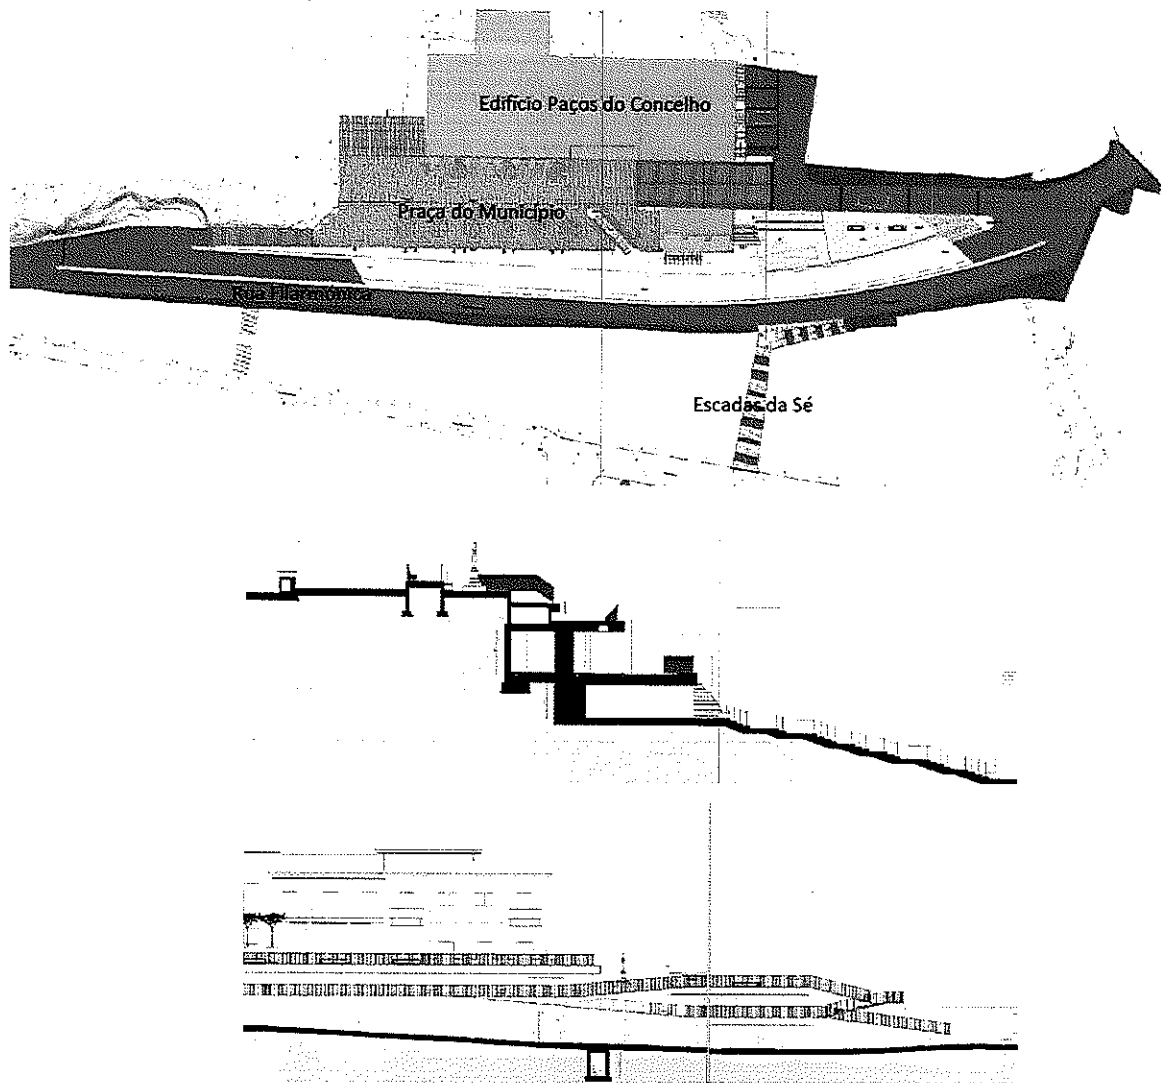 Edifício Paços do Concelho
Praça do Município
Rua Filarmónica
Escadas da Sé